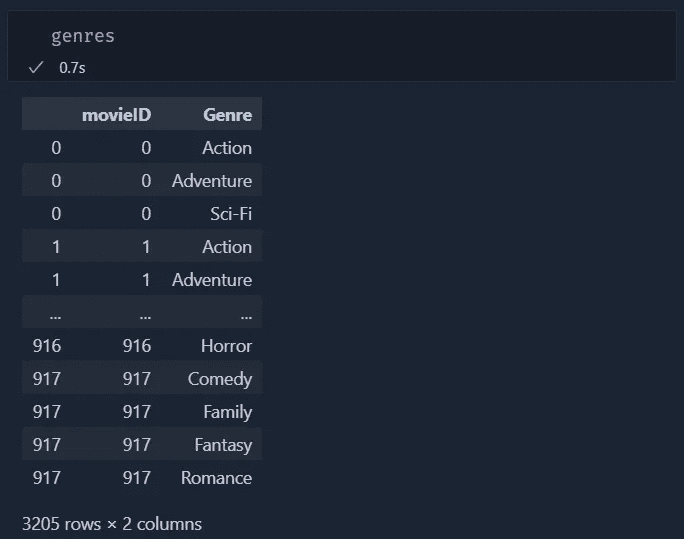 genres
✓ 0.7s
movieID Genre
0 0 Action
0 0 Adventure
0 0 Sci-Fi
1 1 Action
1 1 Adventure
... ... ...
916 916 Horror
917 917 Comedy
917 917 Family
917 917 Fantasy
917 917 Romance
3205 rows × 2 columns